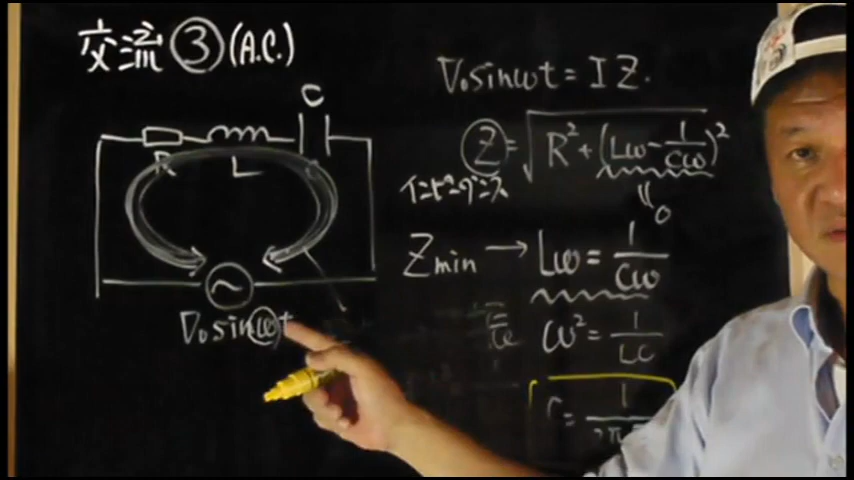 交流③(A.C.)
C
R
L
~
V₀sinωt
V₀sinωt = I Z.
Z = √R² + (Lω - 1/Cω)²
インピーダンス
0
Zmin → Lω = 1/Cω
ω² = 1/LC